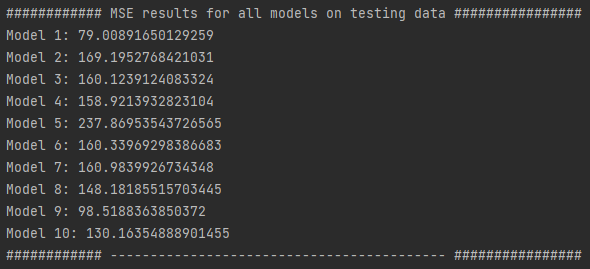 ############ MSE results for all models on testing data ################
Model 1: 79.00891650129259
Model 2: 169.1952768421031
Model 3: 160.1239124083324
Model 4: 158.9213932823104
Model 5: 237.86953543726565
Model 6: 160.33969298386683
Model 7: 160.9839926734348
Model 8: 148.18185515703445
Model 9: 98.5188363850372
Model 10: 130.16354888901455
############ ------------------------------------------ ################